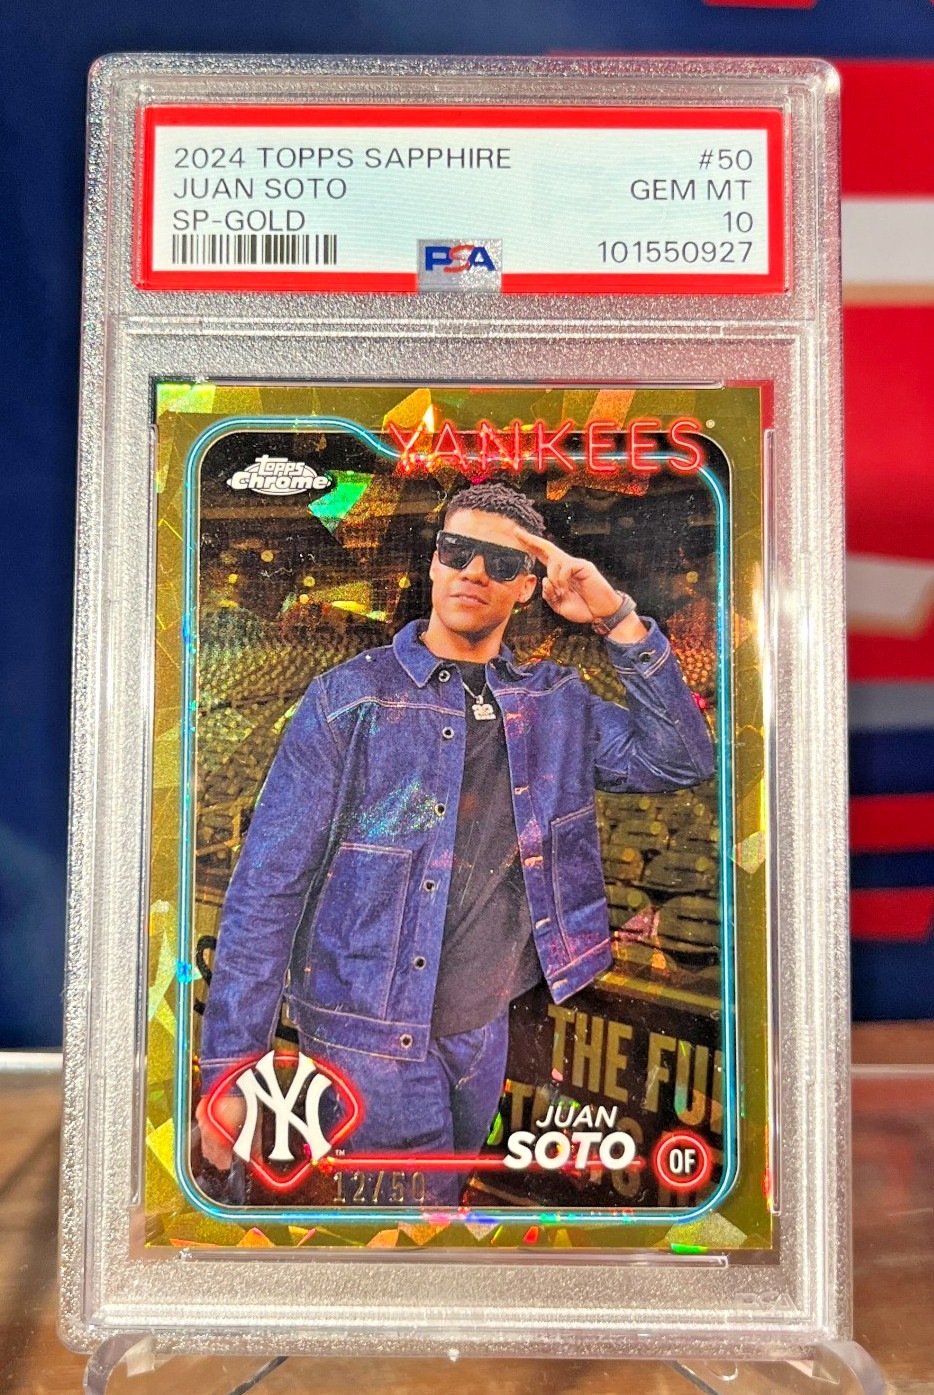 2024 TOPPS SAPPHIRE #50
JUAN SOTO GEM MT
SP-GOLD 10
PSA 101550927
YANKEES
topps
Chrome
THE FU
NY
JUAN
SOTO
OF
12/50